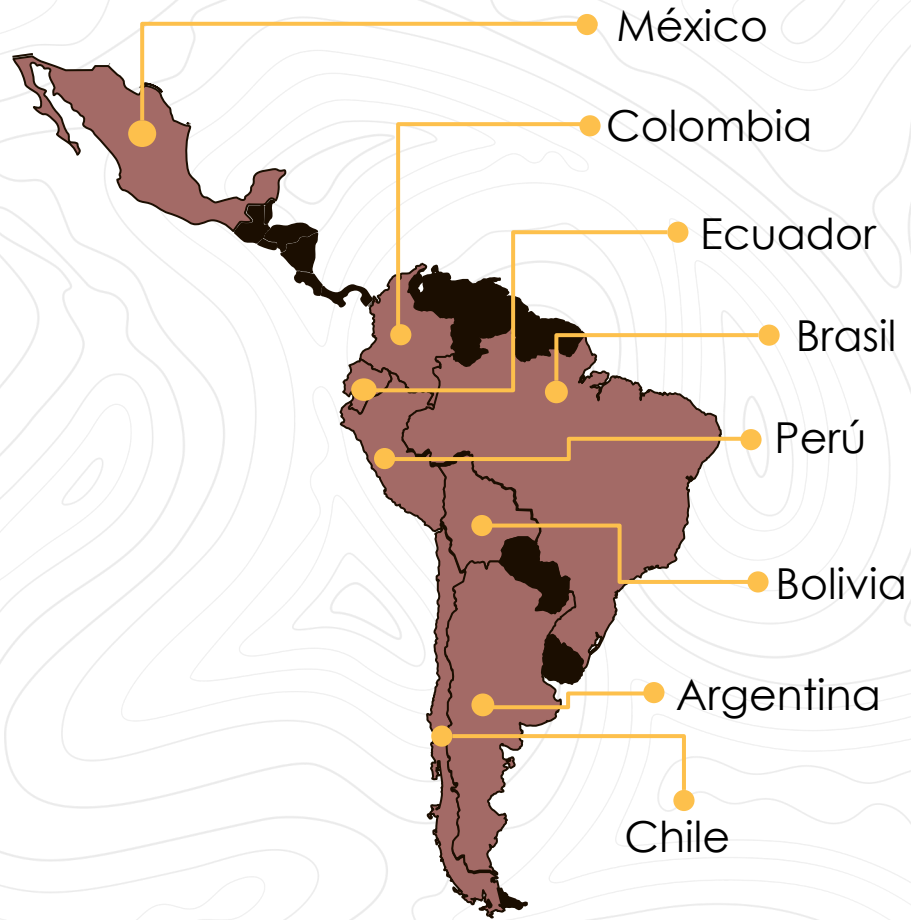 México
Colombia
Ecuador
Brasil
Perú
Bolivia
Argentina
Chile